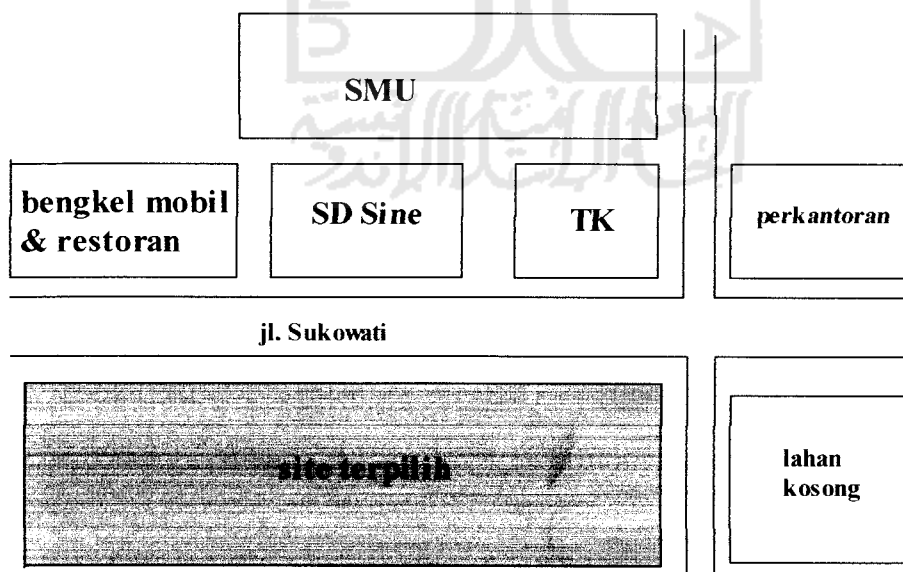 SMU
bengkel mobil
& restoran
SD Sine
TK
perkantoran
jl. Sukowati
site terpilih
lahan
kosong